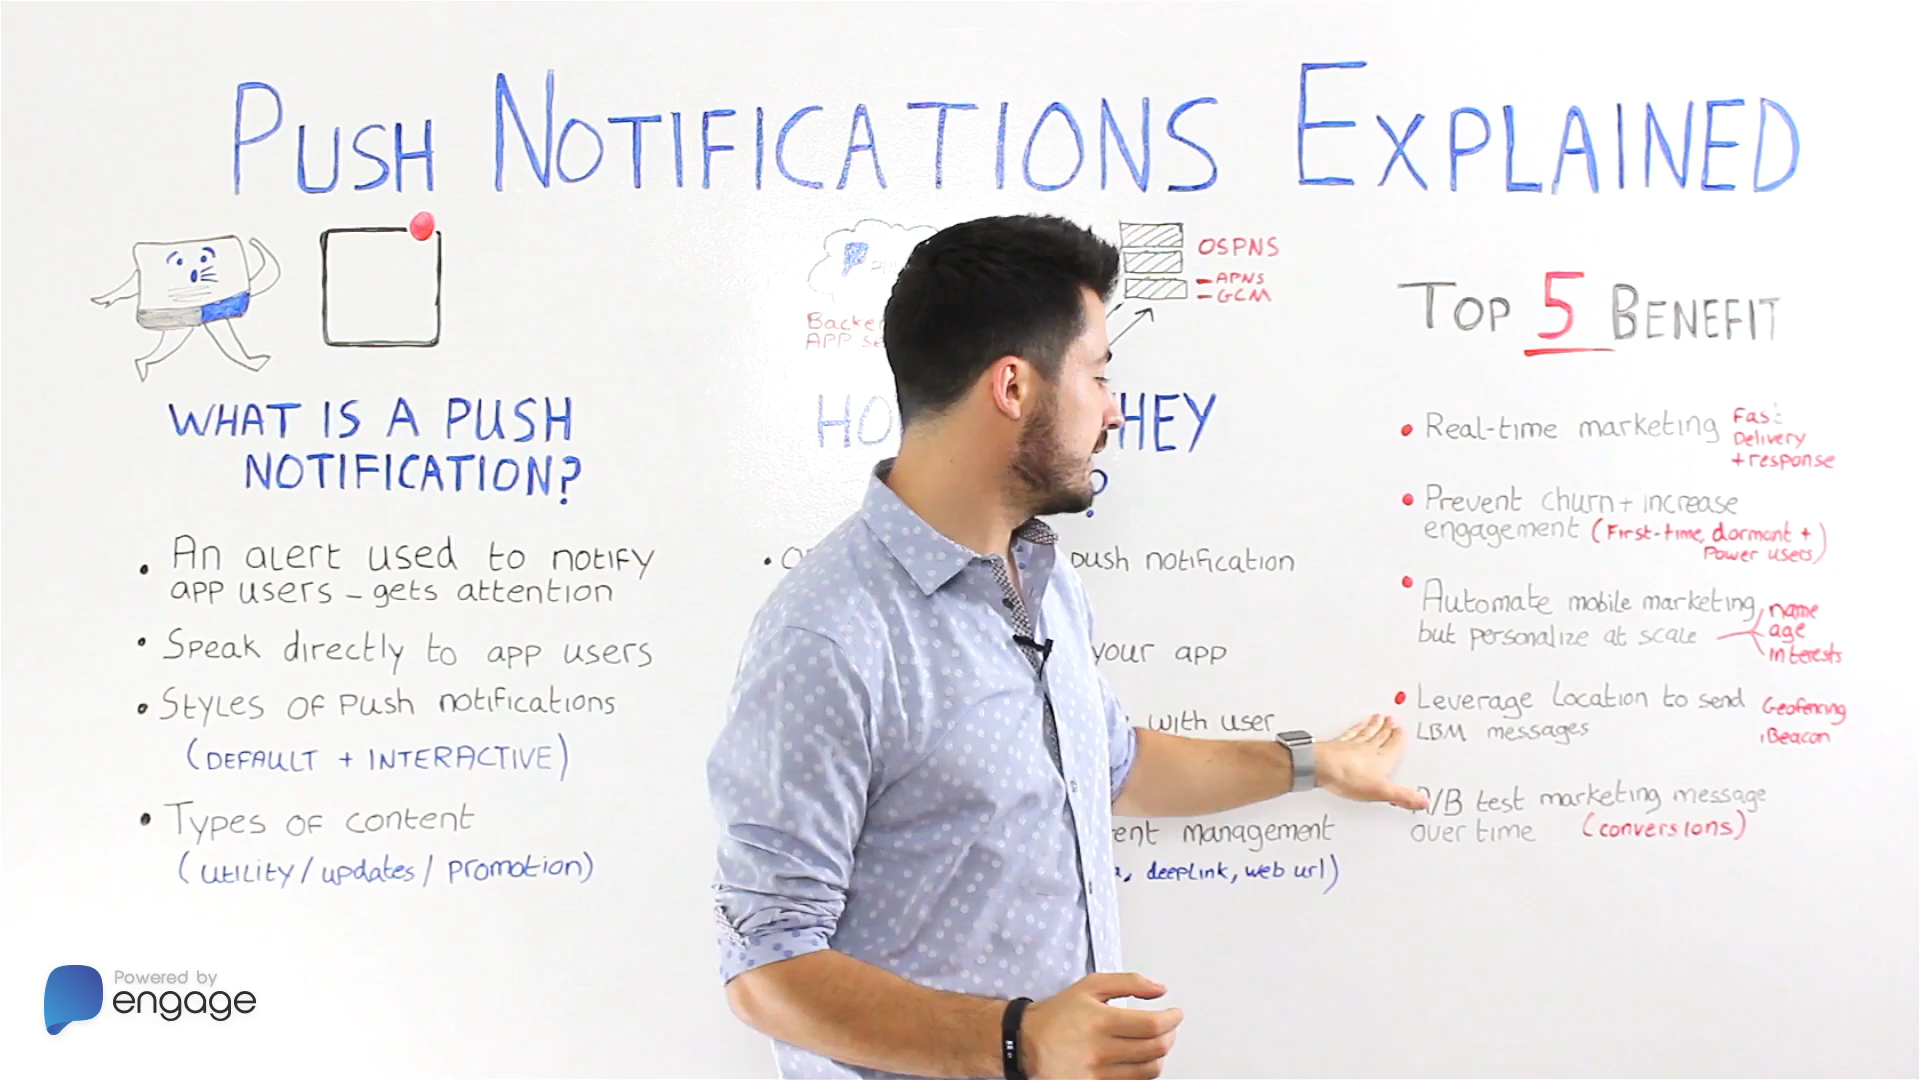 PUSH NOTIFICATIONS EXPLAINED
WHAT IS A PUSH
NOTIFICATION?
. An alert used to notify
app users - gets attention
• Speak directly to app users
• Styles of push notifications
(DEFAULT + INTERACTIVE)
• Types of content
(utility/updates/promotion)
OSPNS
- APNS
- GCM
APP
HEY
?
push notification
your app
with user
management
, deeplink, web url)
TOP 5 BENEFIT
• Real-time marketing
Fast
Delivery
+ response
• Prevent churn + increase
engagement (First-time, dormant +
Power users)
• Automate mobile marketing
but personalize at scale
name
age
interests
• Leverage Location to send
LBM messages
Geofencing
iBeacon
A/B test marketing message
over time (conversions)
Powered by
engage